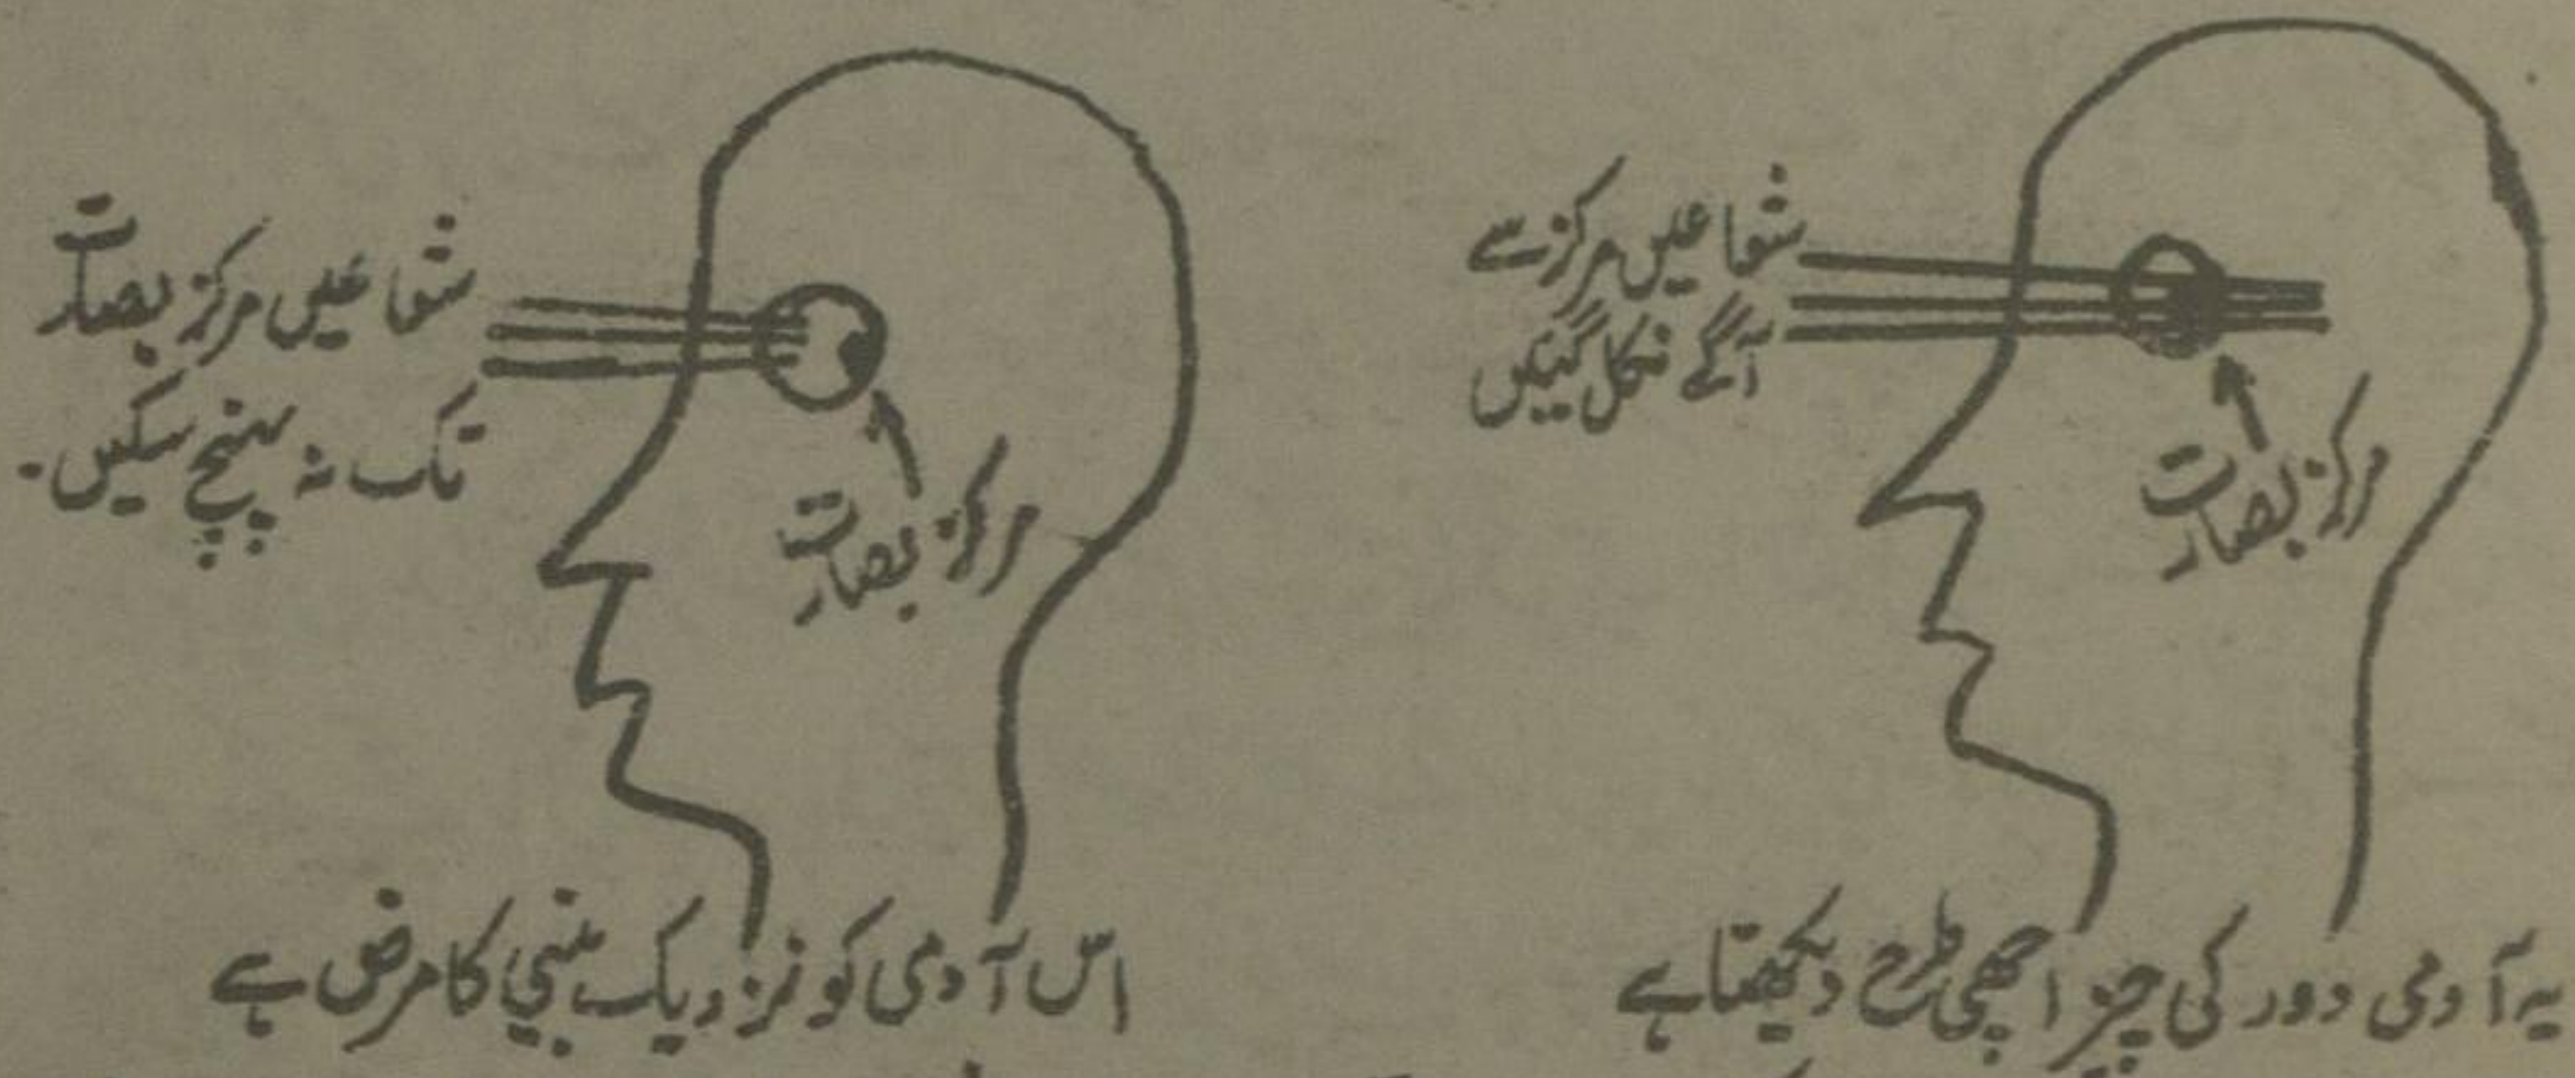 شعاعیں مرکز سے
آگے نکل گئیں
مرکز بصارت
یہ آدمی دور کی چیز اچھی طرح دیکھتا ہے
شعاعیں مرکز بصارت
تک نہ پہنچ سکیں.
مرکز بصارت
اس آدمی کو نزدیک بینی کا مرض ہے